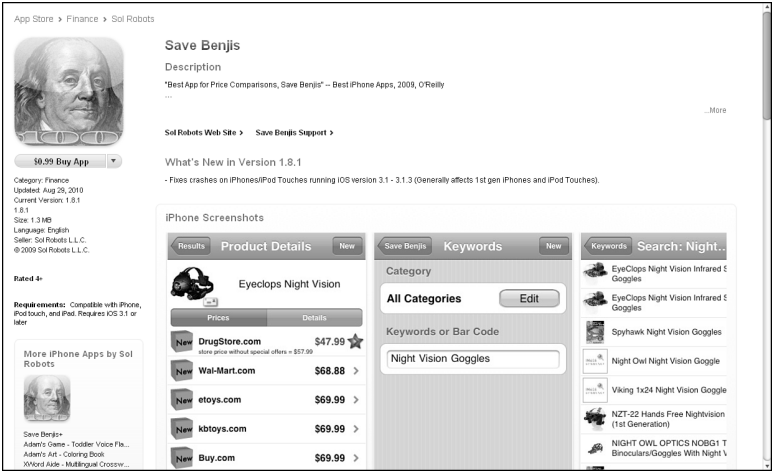 App Store > Finance > Sol Robots
100
$0.99 Buy App
Category: Finance
Updated: Aug 29, 2010
Current Version: 1.8.1
1.8.1
Size: 1.3 MB
Language: English
Seller: Sol Robots L.L.C.
© 2009 Sol Robots L.L.C.
Rated 4+
Requirements: Compatible with iPhone,
iPod touch, and iPad. Requires iOS 3.1 or
later
More iPhone Apps by Sol
Robots
Save Benjis+
Adam's Game - Toddler Voice Fla...
Adam's Art - Coloring Book
XWord Aide - Multilingual Crossw...
Save Benjis
Description
"Best App for Price Comparisons, Save Benjis" -- Best iPhone Apps, 2009, O'Reilly
...
...More
Sol Robots Web Site >
Save Benjis Support >
What's New in Version 1.8.1
- Fixes crashes on iPhones/iPod Touches running iOS version 3.1 - 3.1.3 (Generally affects 1st gen iPhones and iPod Touches).
iPhone Screenshots
Results Product Details New
Eyeclops Night Vision
Prices Details
New DrugStore.com $47.99
store price without special offers = $57.99
New Wal-Mart.com $68.88 >
New etoys.com $69.99 >
New kbtoys.com $69.99 >
New Buy.com $69.99 >
Save Benjis Keywords New
Category
All Categories Edit
Keywords or Bar Code
Night Vision Goggles
Keywords Search: Night...
EyeClops Night Vision Infrared S
Goggles
EyeClops Night Vision Infrared S
Goggles
Spyhawk Night Vision Goggles
Night Owl Night Vision Goggle
Viking 1x24 Night Vision Goggle
NZT-22 Hands Free Nightvision
(1st Generation)
NIGHT OWL OPTICS NOBG1 T
Binoculars/Goggles With Night V